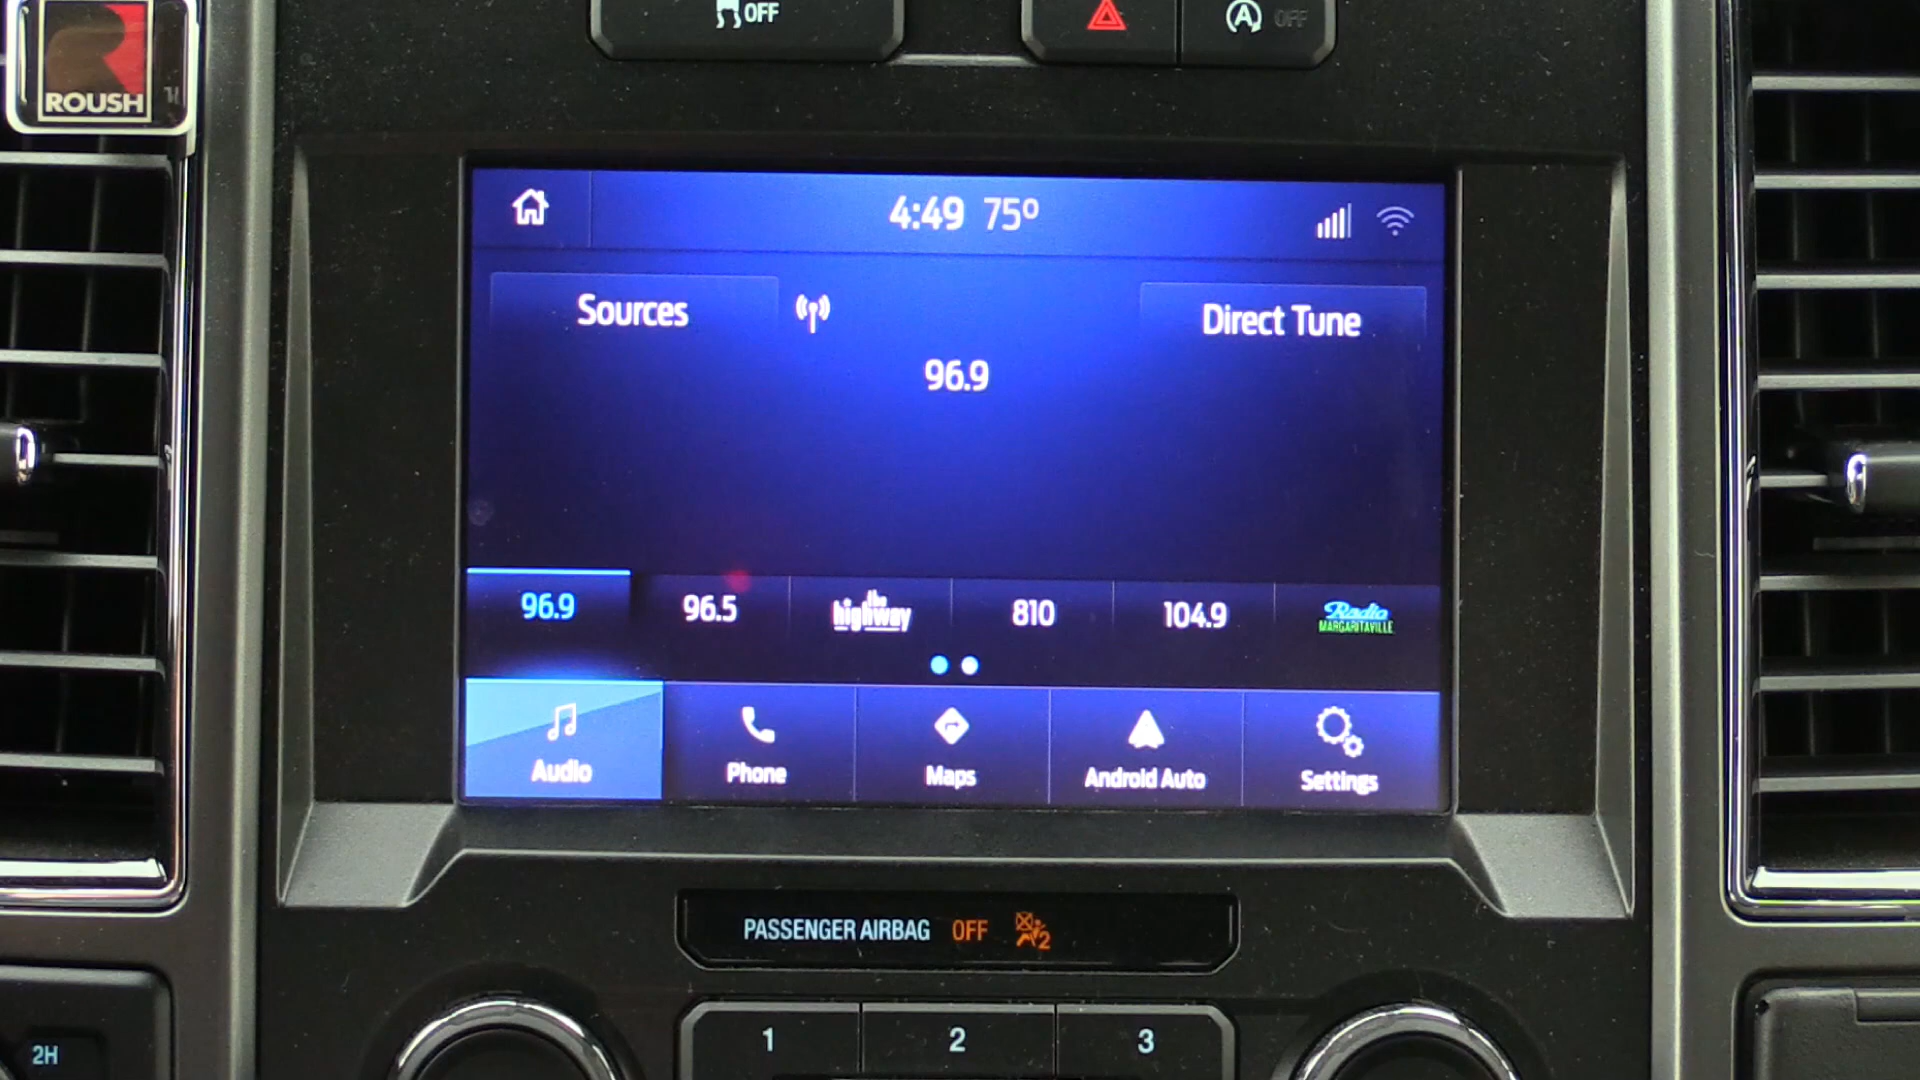 OFF
A OFF
ROUSH
4:49 75º
Sources
Direct Tune
96.9
96.9 96.5 the highway 810 104.9 Radio MARGARITAVILLE
Audio Phone Maps Android Auto Settings
PASSENGER AIRBAG OFF 2
1 2 3
2H